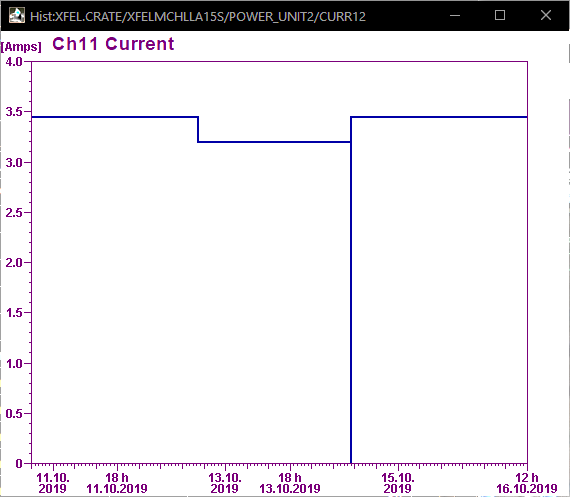 Hist:XFEL.CRATE/XFELMCHLLA15S/POWER_UNIT2/CURR12
[Amps] Ch11 Current
4.0
3.5
3.0
2.5
2.0
1.5
1.0
0.5
0
11.10. 18 h 13.10. 18 h 15.10. 12 h
2019 11.10.2019 2019 13.10.2019 2019 16.10.2019